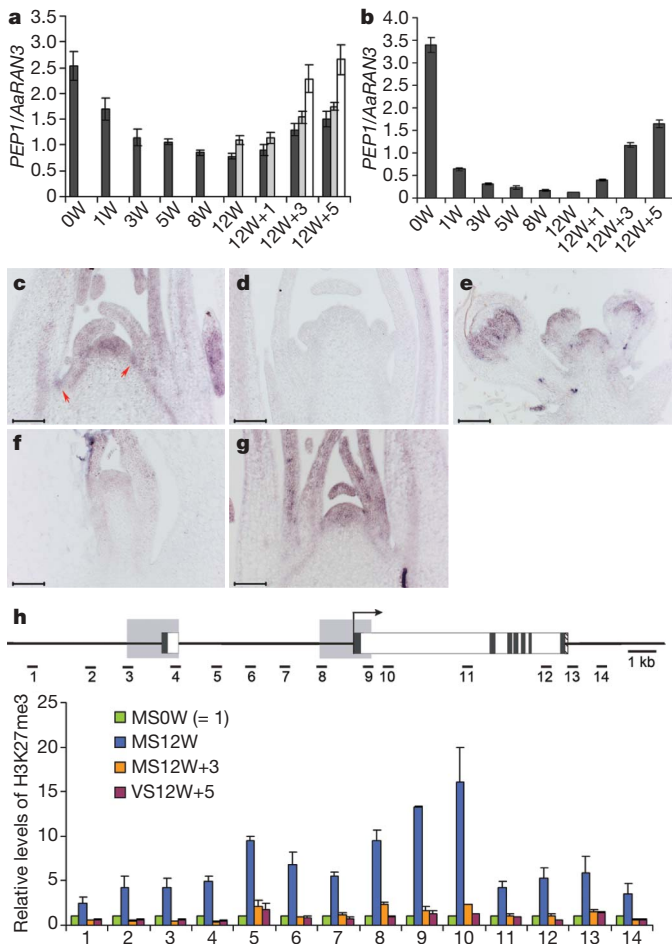 a
PEP1/AaRAN3
3.5
3.0
2.5
2.0
1.5
1.0
0.5
0
0W
1W
3W
5W
8W
12W
12W+1
12W+3
12W+5
b
PEP1/AaRAN3
4.0
3.5
3.0
2.5
2.0
1.5
1.0
0.5
0
0W
1W
3W
5W
8W
12W
12W+1
12W+3
12W+5
c
d
e
f
g
h
1 2 3 4 5 6 7 8 9 10 11 12 13 14
1 kb
Relative levels of H3K27me3
25
20
15
10
5
0
MS0W (= 1)
MS12W
MS12W+3
VS12W+5
1 2 3 4 5 6 7 8 9 10 11 12 13 14